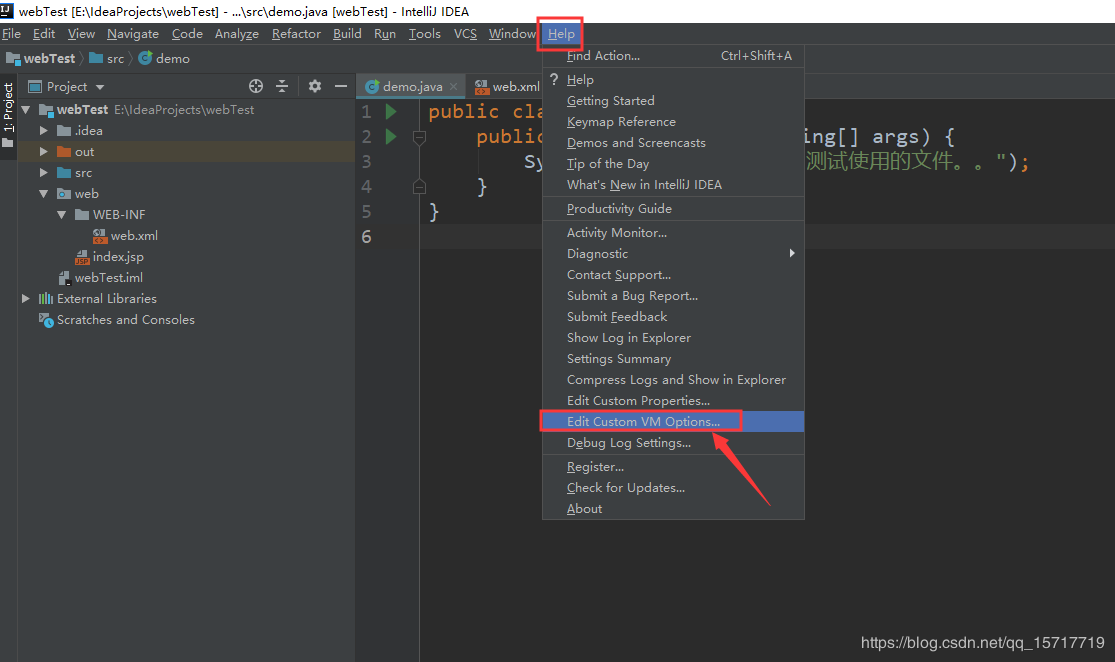 webTest [E:\IdeaProjects\webTest] - ...\src\demo.java [webTest] - IntelliJ IDEA
File Edit View Navigate Code Analyze Refactor Build Run Tools VCS Window Help
webTest src demo
Project
demo.java web.xml
1: Project
webTest E:\IdeaProjects\webTest
.idea
out
src
web
WEB-INF
web.xml
index.jsp
webTest.iml
External Libraries
Scratches and Consoles
1 public cla
2 public ing[] args) {
3 Sy 测试使用的文件。。");
4 }
5 }
6
Find Action... Ctrl+Shift+A
? Help
Getting Started
Keymap Reference
Demos and Screencasts
Tip of the Day
What's New in IntelliJ IDEA
Productivity Guide
Activity Monitor...
Diagnostic
Contact Support...
Submit a Bug Report...
Submit Feedback
Show Log in Explorer
Settings Summary
Compress Logs and Show in Explorer
Edit Custom Properties...
Edit Custom VM Options...
Debug Log Settings...
Register...
Check for Updates...
About
https://blog.csdn.net/qq_15717719